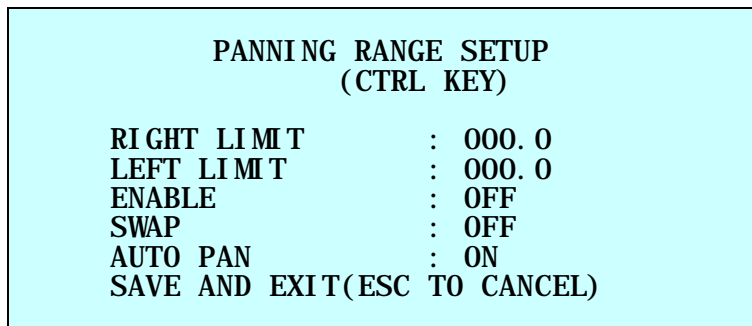 PANNING RANGE SETUP
(CTRL KEY)
RIGHT LIMIT : 000.0
LEFT LIMIT : 000.0
ENABLE : OFF
SWAP : OFF
AUTO PAN : ON
SAVE AND EXIT(ESC TO CANCEL)